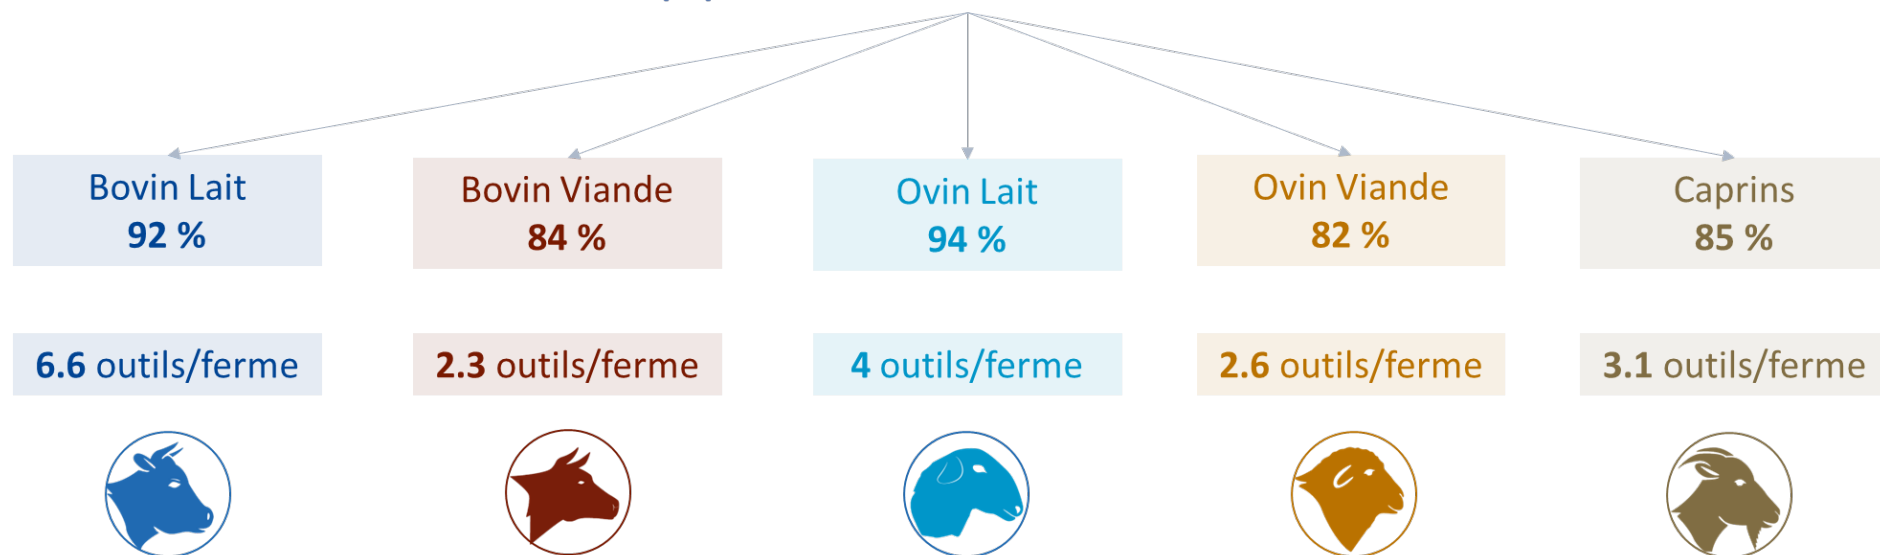 Bovin Lait
92 %
Bovin Viande
84 %
Ovin Lait
94 %
Ovin Viande
82 %
Caprins
85 %
6.6 outils/ferme
2.3 outils/ferme
4 outils/ferme
2.6 outils/ferme
3.1 outils/ferme